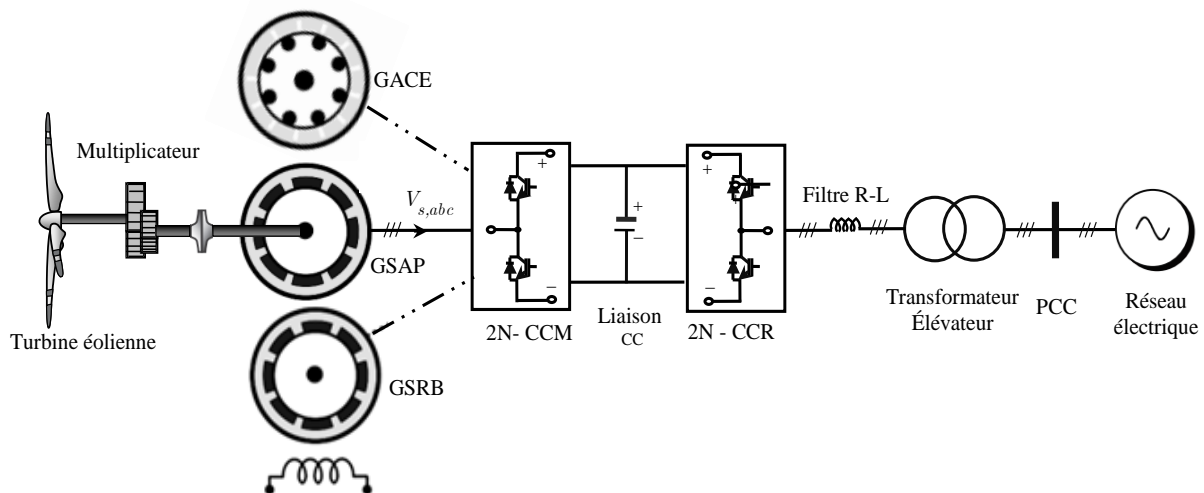 GACE
Multiplicateur
V_{s,abc}
GSAP
Turbine éolienne
GSRB
+
−
2N- CCM
+
−
Liaison
CC
+
−
2N - CCR
Filtre R-L
Transformateur
Élévateur
PCC
Réseau
électrique